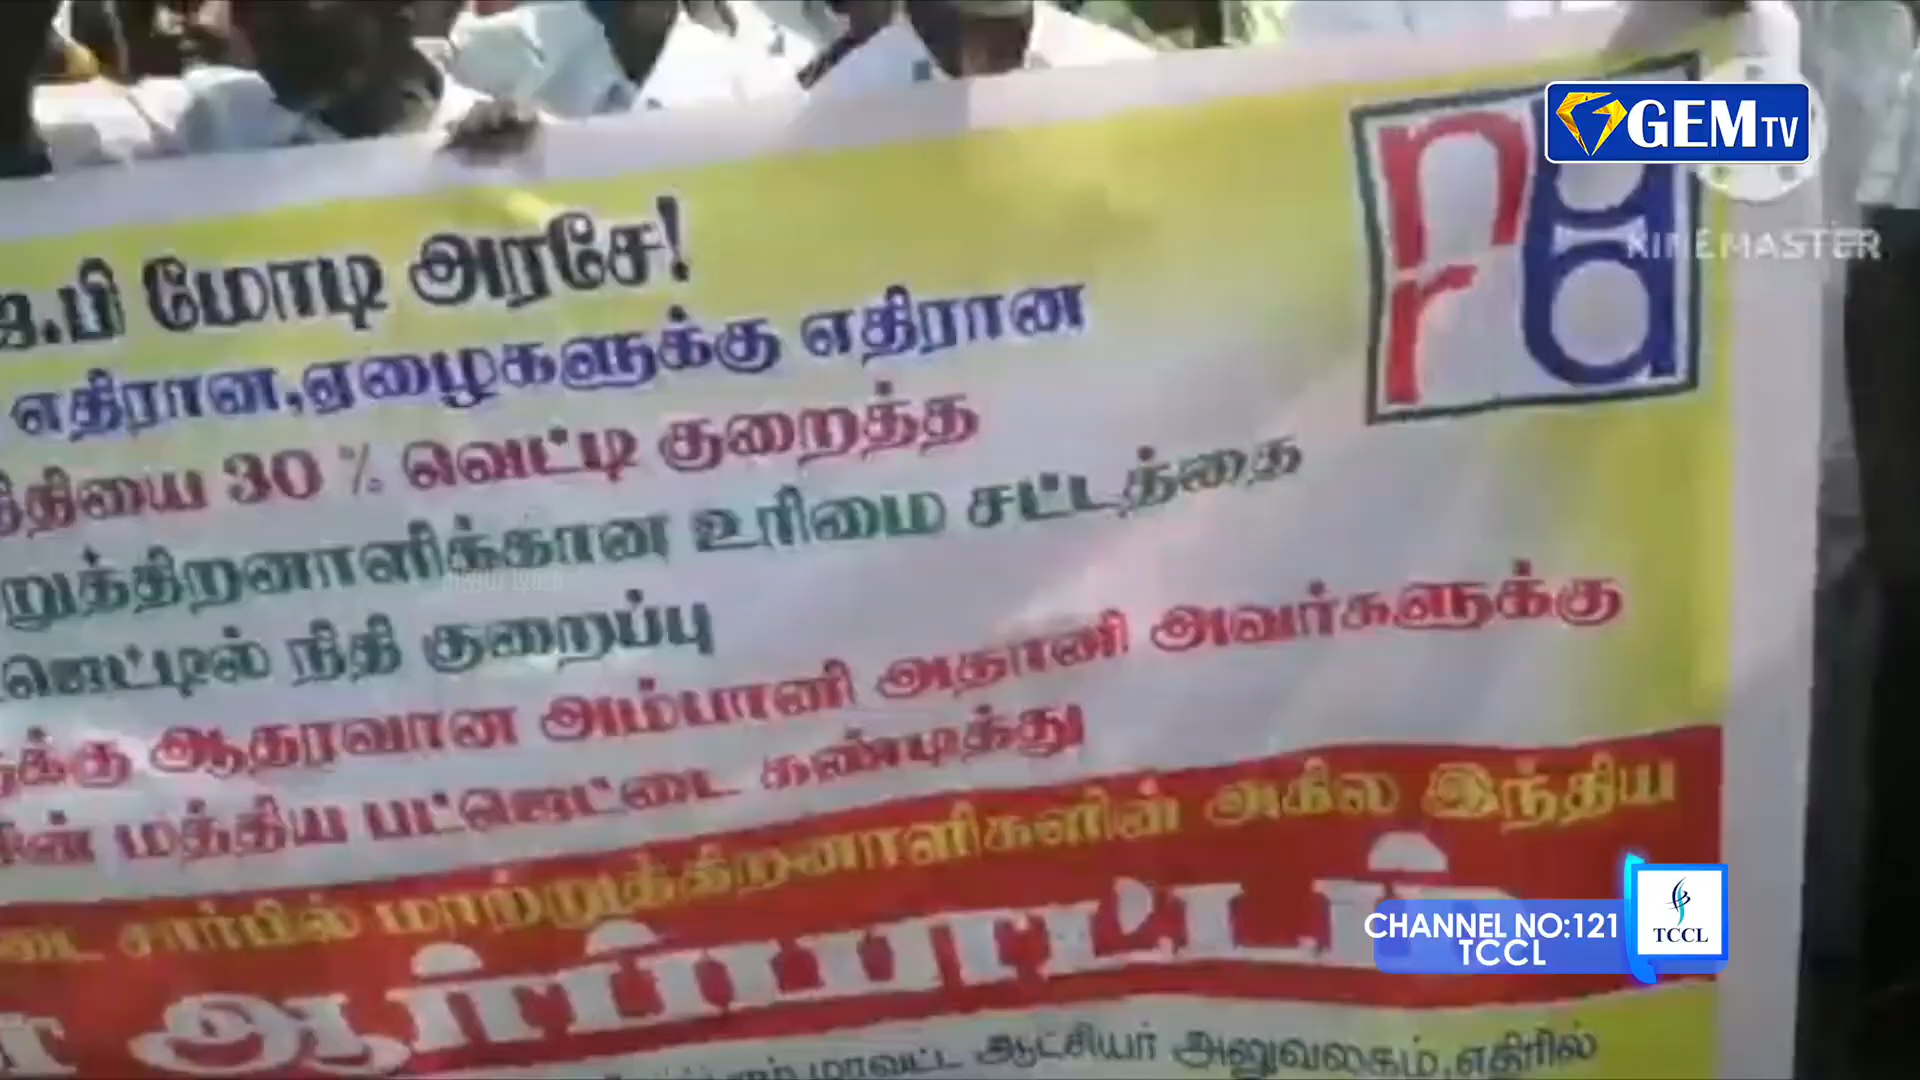 GEM TV
KINEMASTER
ஜ.பி மோடி அரசே!
எதிரான,ஏழைகளுக்கு எதிரான
30 % வெட்டி குறைத்த
உரிமை சட்டத்தை
நிதி குறைப்பு
ஆதரவான அம்பானி அதானி அவர்களுக்கு
மத்திய பட்ஜெட்டை கண்டித்து
சார்பில் மாற்றுத்திறனாளிகளின் அகில இந்திய
ஆர்ப்பாட்டம்
மாவட்ட ஆட்சியர் அலுவலகம்,எதிரில்
nr
d
CHANNEL NO:121
TCCL
TCCL